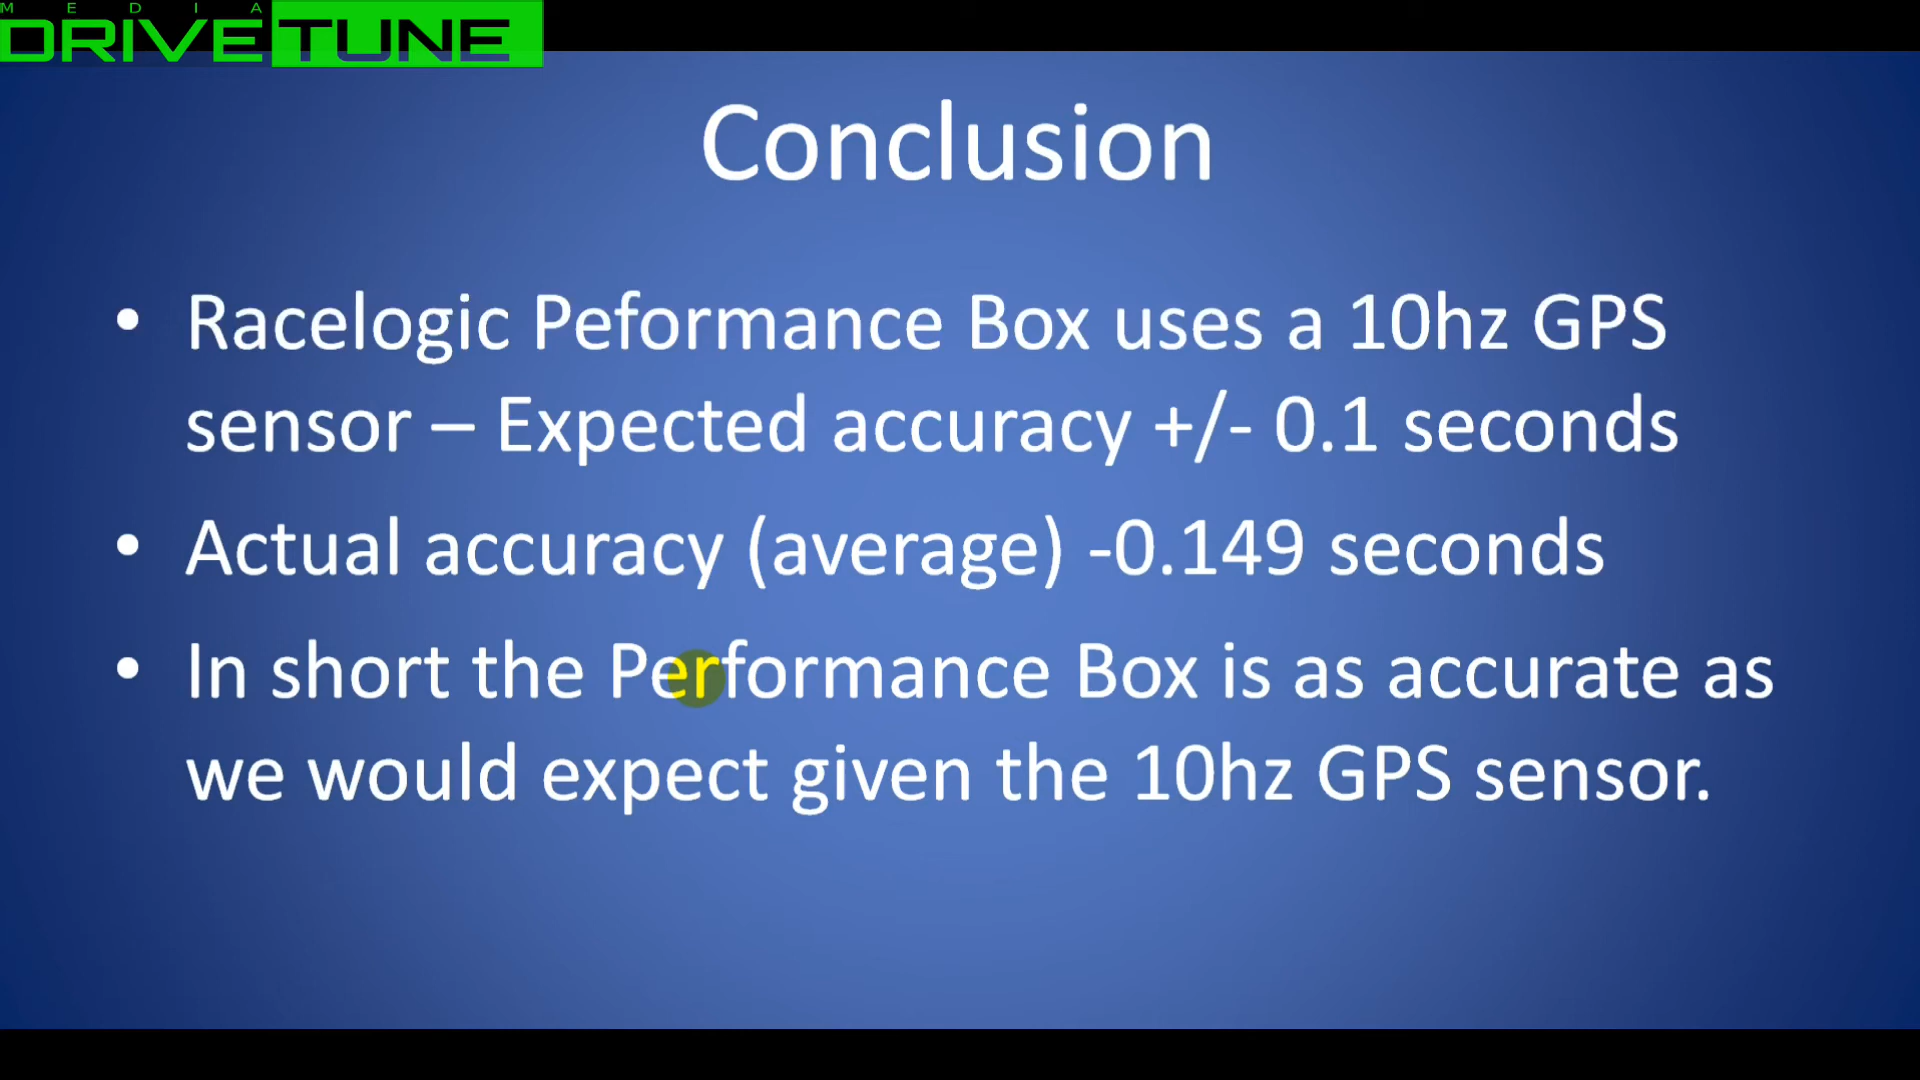 MEDIA
DRIVETUNE
Conclusion
• Racelogic Peformance Box uses a 10hz GPS
sensor – Expected accuracy +/- 0.1 seconds
• Actual accuracy (average) -0.149 seconds
• In short the Performance Box is as accurate as
we would expect given the 10hz GPS sensor.